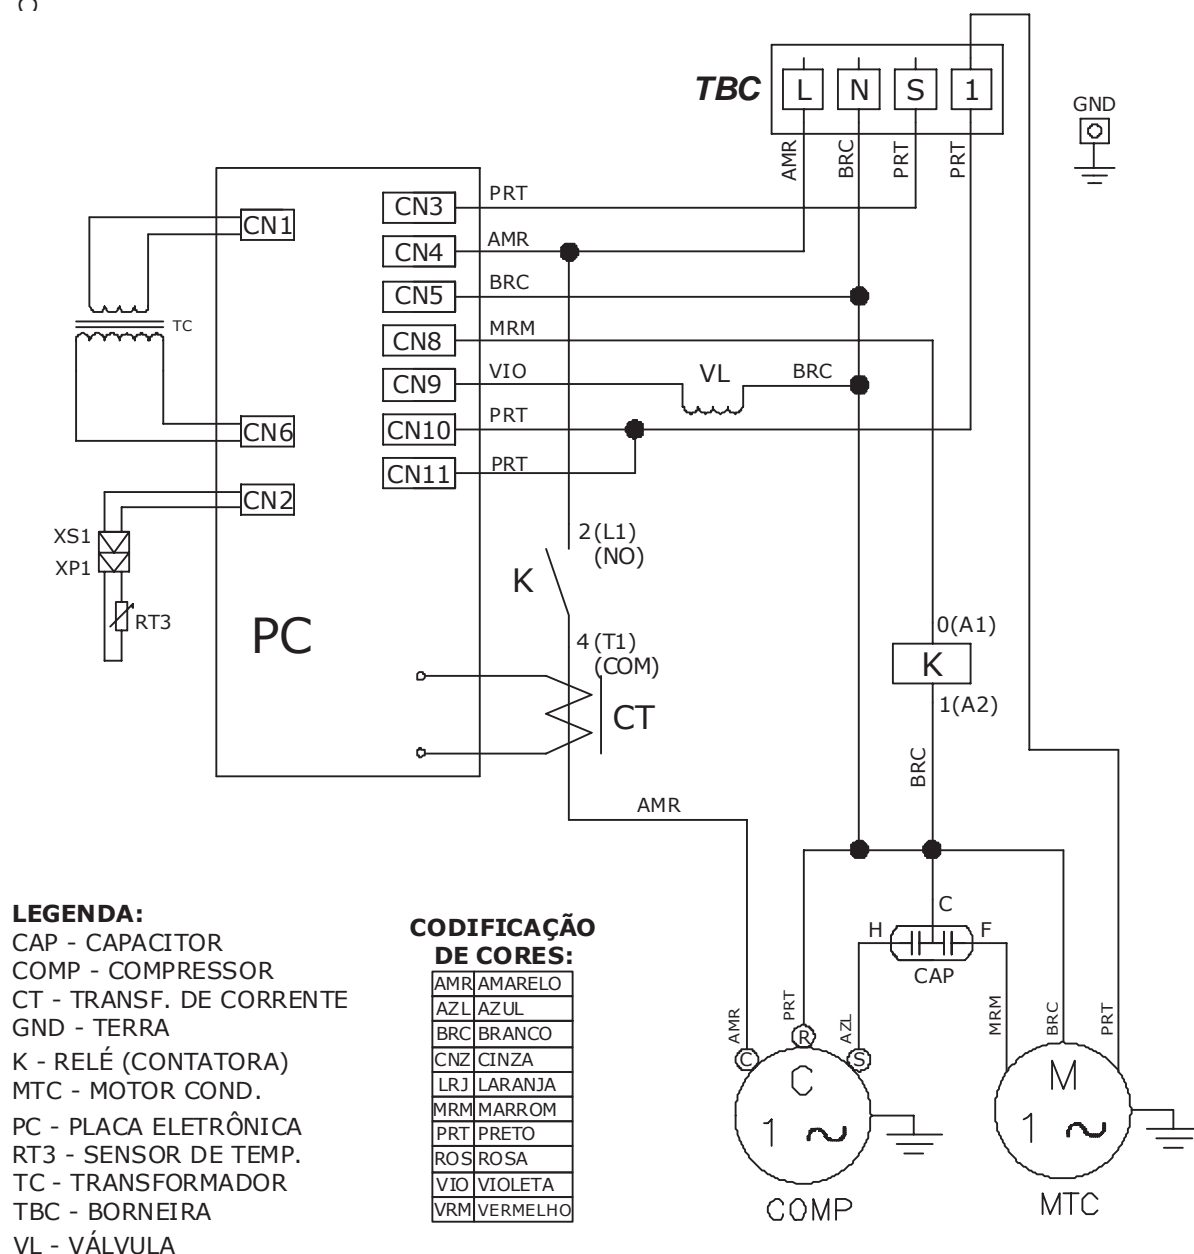 TBC
L N S 1
GND
AMR
BRC
PRT
PRT
CN1
CN3
PRT
CN4
AMR
CN5
BRC
CN8
MRM
CN9
VIO
VL
BRC
CN10
PRT
CN11
PRT
TC
CN6
CN2
XS1
XP1
RT3
PC
2(L1)
(NO)
K
4(T1)
(COM)
CT
0(A1)
K
1(A2)
BRC
AMR
C
H
F
CAP
AMR
PRT
AZL
MRM
BRC
PRT
C
R
S
C
1
COMP
M
1
MTC
LEGENDA:
CAP - CAPACITOR
COMP - COMPRESSOR
CT - TRANSF. DE CORRENTE
GND - TERRA
K - RELÉ (CONTATORA)
MTC - MOTOR COND.
PC - PLACA ELETRÔNICA
RT3 - SENSOR DE TEMP.
TC - TRANSFORMADOR
TBC - BORNEIRA
VL - VÁLVULA
CODIFICAÇÃO
DE CORES:
AMR AMARELO
AZL AZUL
BRC BRANCO
CNZ CINZA
LRJ LARANJA
MRM MARROM
PRT PRETO
ROS ROSA
VIO VIOLETA
VRM VERMELHO